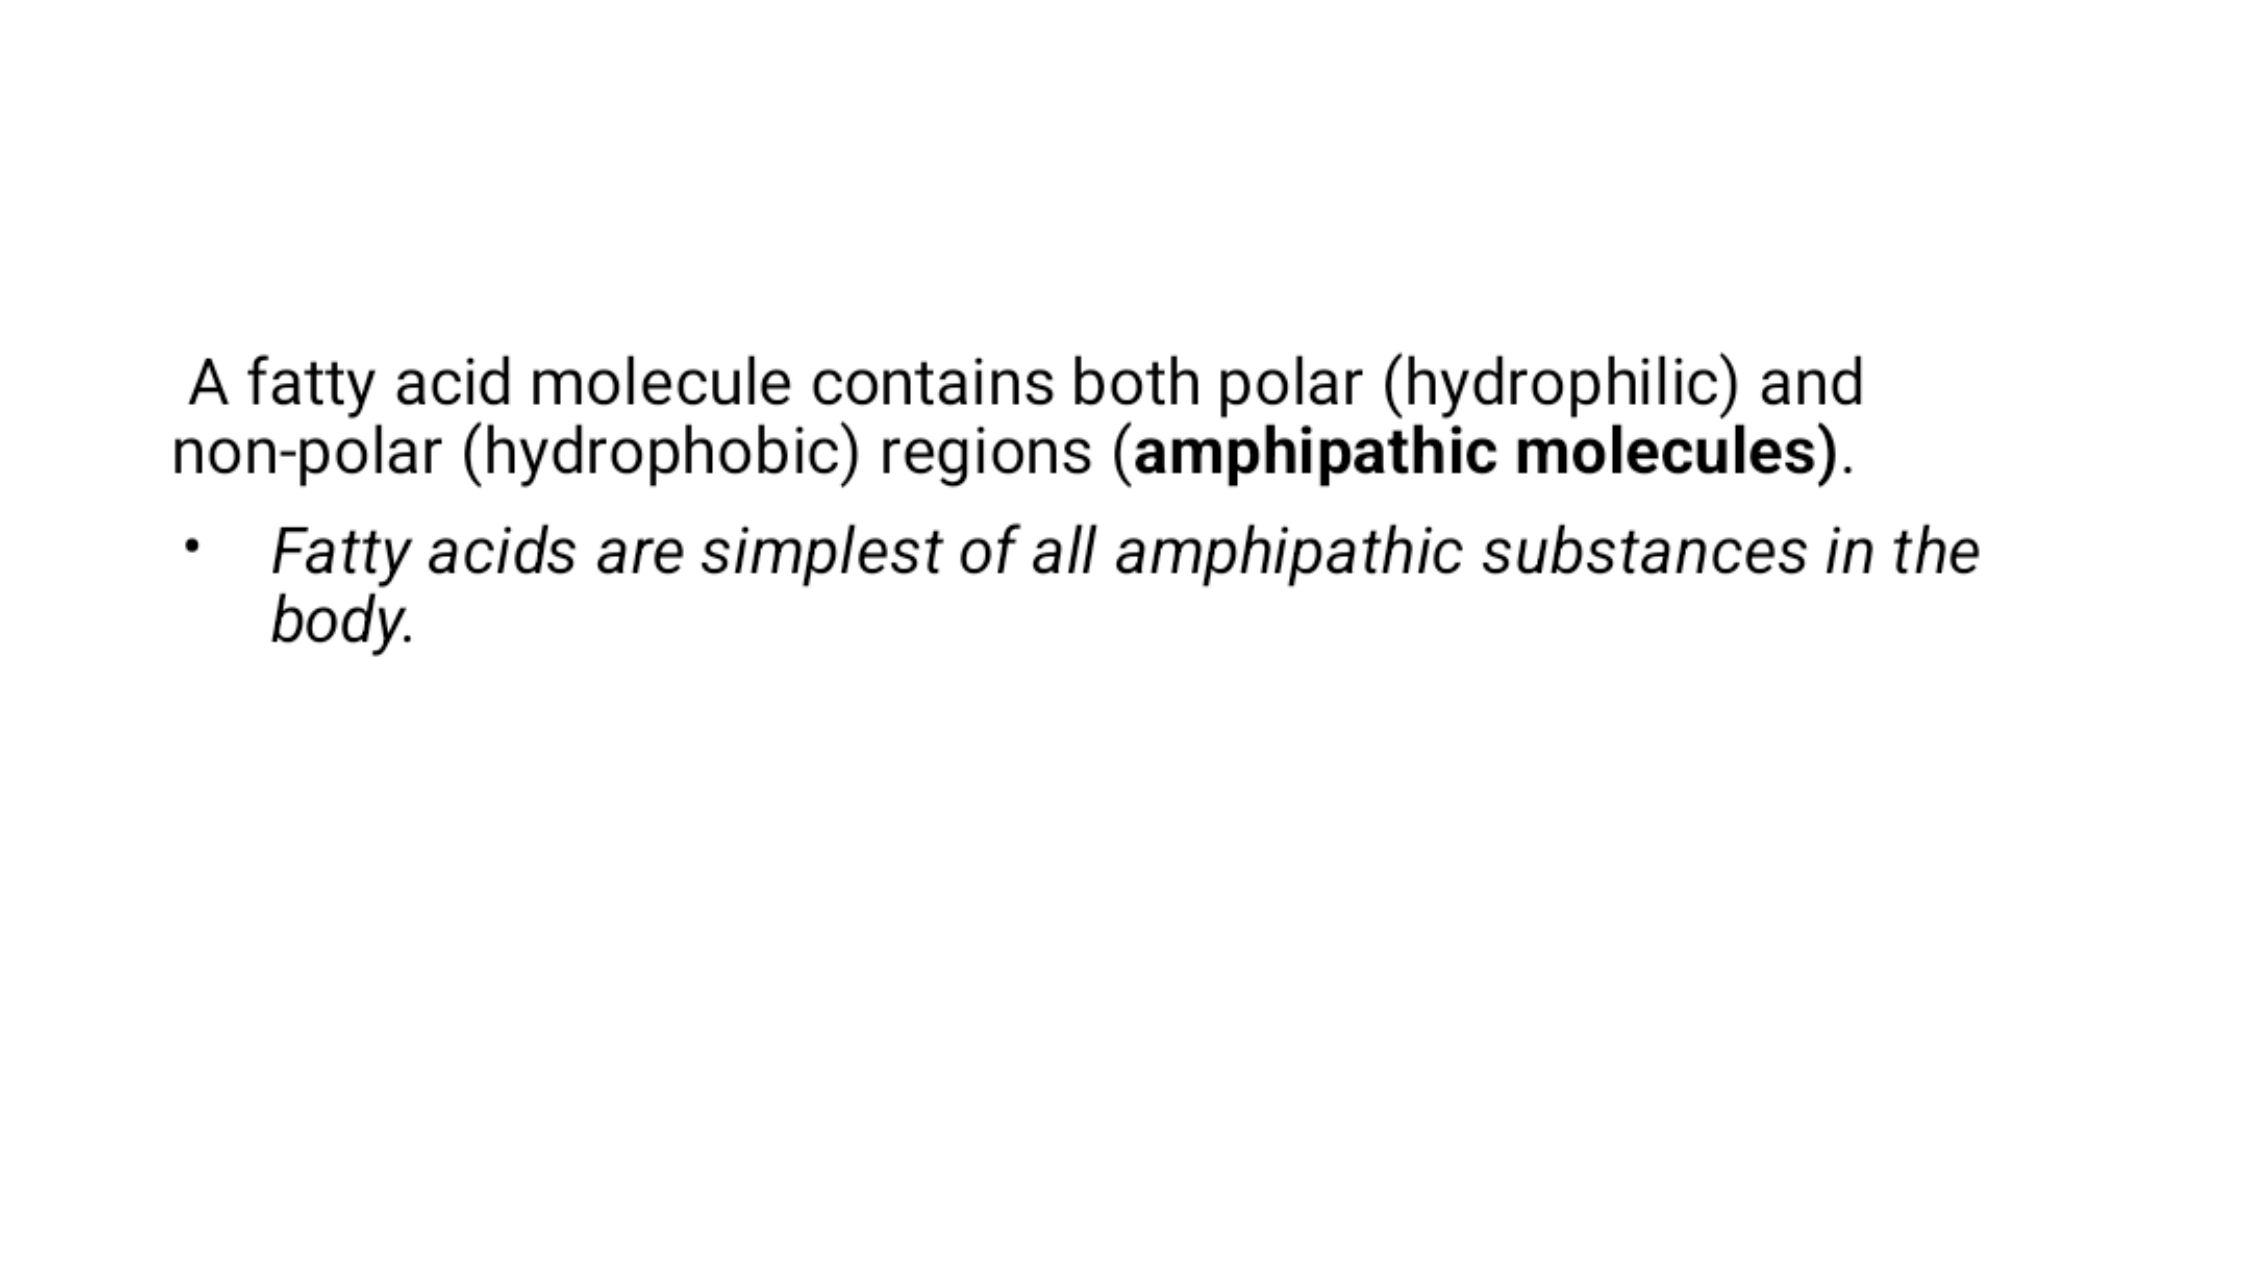 A fatty acid molecule contains both polar (hydrophilic) and
non-polar (hydrophobic) regions (amphipathic molecules).
• Fatty acids are simplest of all amphipathic substances in the
body.